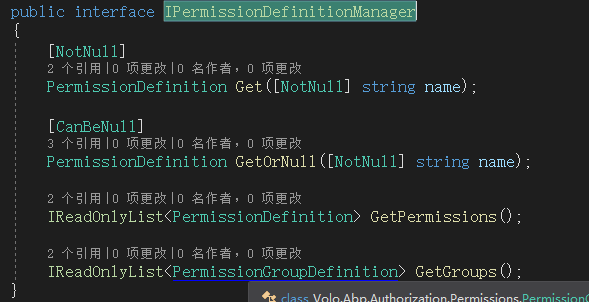 public interface IPermissionDefinitionManager
{
[NotNull]
2 个引用|0 项更改|0 名作者，0 项更改
PermissionDefinition Get([NotNull] string name);
[CanBeNull]
3 个引用|0 项更改|0 名作者，0 项更改
PermissionDefinition GetOrNull([NotNull] string name);
2 个引用|0 项更改|0 名作者，0 项更改
IReadOnlyList<PermissionDefinition> GetPermissions();
2 个引用|0 项更改|0 名作者，0 项更改
IReadOnlyList<PermissionGroupDefinition> GetGroups();
}
class Volo.Abp.Authorization.Permissions.PermissionG